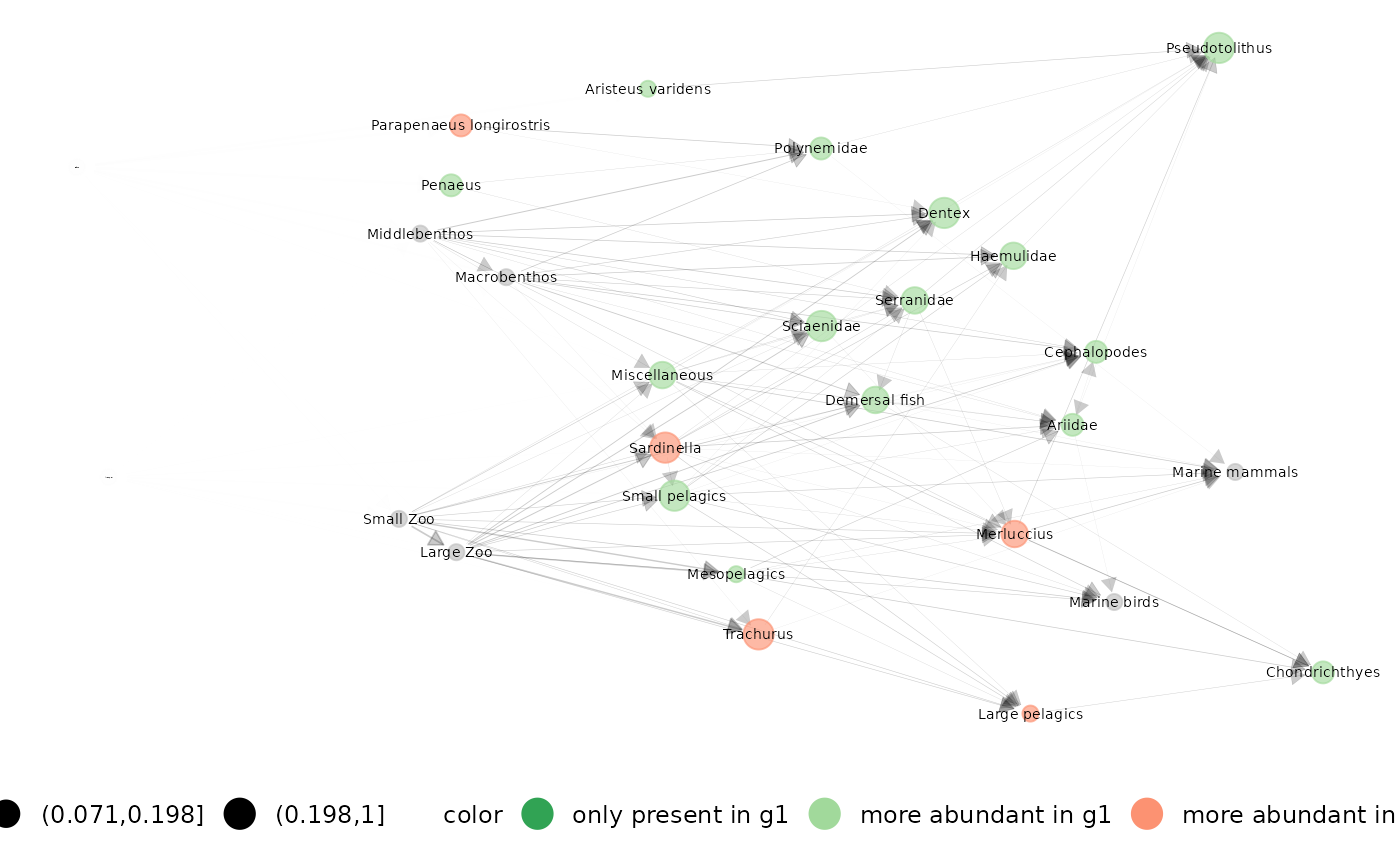 Pseudotolithus
Aristeus varidens
Parapenaeus longirostris
Polynemidae
Penaeus
Dentex
Middlebenthos
Haemulidae
Macrobenthos
Serranidae
Sciaenidae
Cephalopodes
Miscellaneous
Demersal fish
Ariidae
Sardinella
Marine mammals
Small pelagics
Small Zoo
Merluccius
Large Zoo
Mesopelagics
Marine birds
Trachurus
Chondrichthyes
Large pelagics
(0.071,0.198] (0.198,1] color only present in g1 more abundant in g1 more abundant in